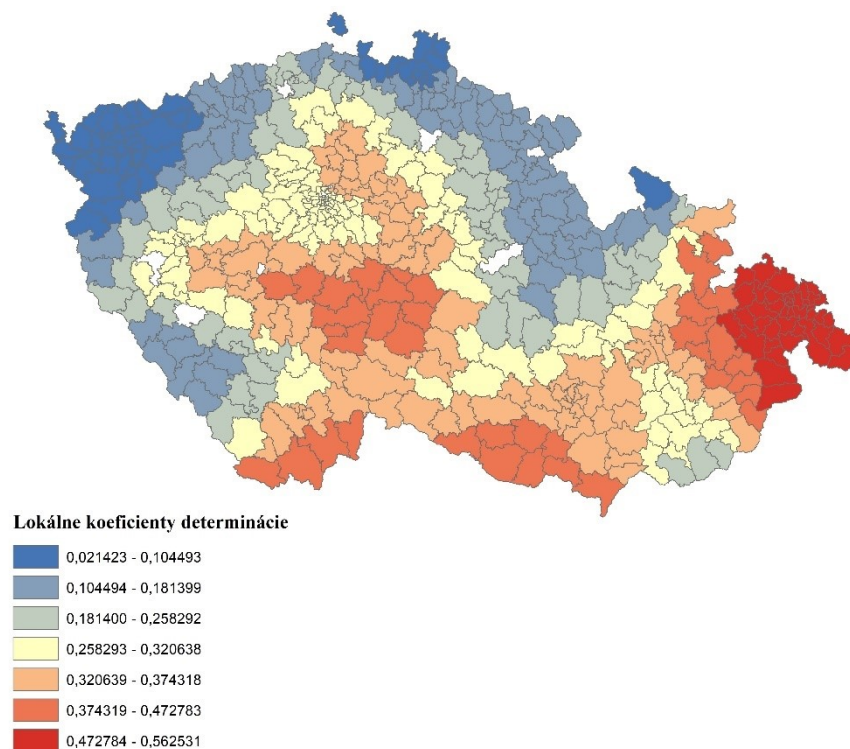 Lokálne koeficienty determinácie
0,021423 - 0,104493
0,104494 - 0,181399
0,181400 - 0,258292
0,258293 - 0,320638
0,320639 - 0,374318
0,374319 - 0,472783
0,472784 - 0,562531